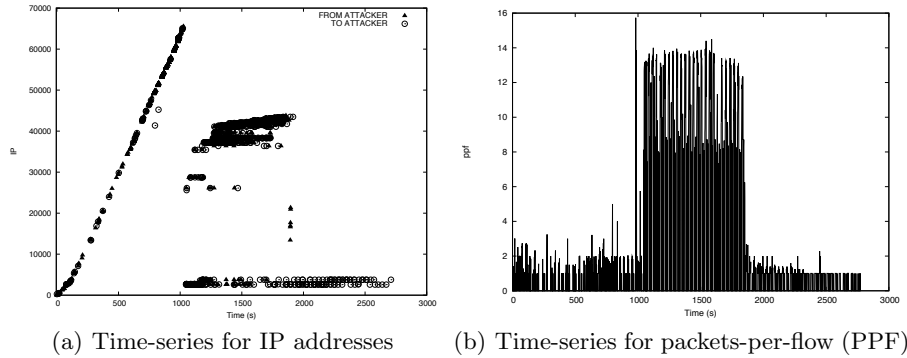 FROM ATTACKER
TO ATTACKER
70000
60000
50000
40000
30000
20000
10000
0
IP
0 500 1000 1500 2000 2500 3000
Time (s)
(a) Time-series for IP addresses
16
14
12
10
8
6
4
2
0
ppf
0 500 1000 1500 2000 2500 3000
Time (s)
(b) Time-series for packets-per-flow (PPF)